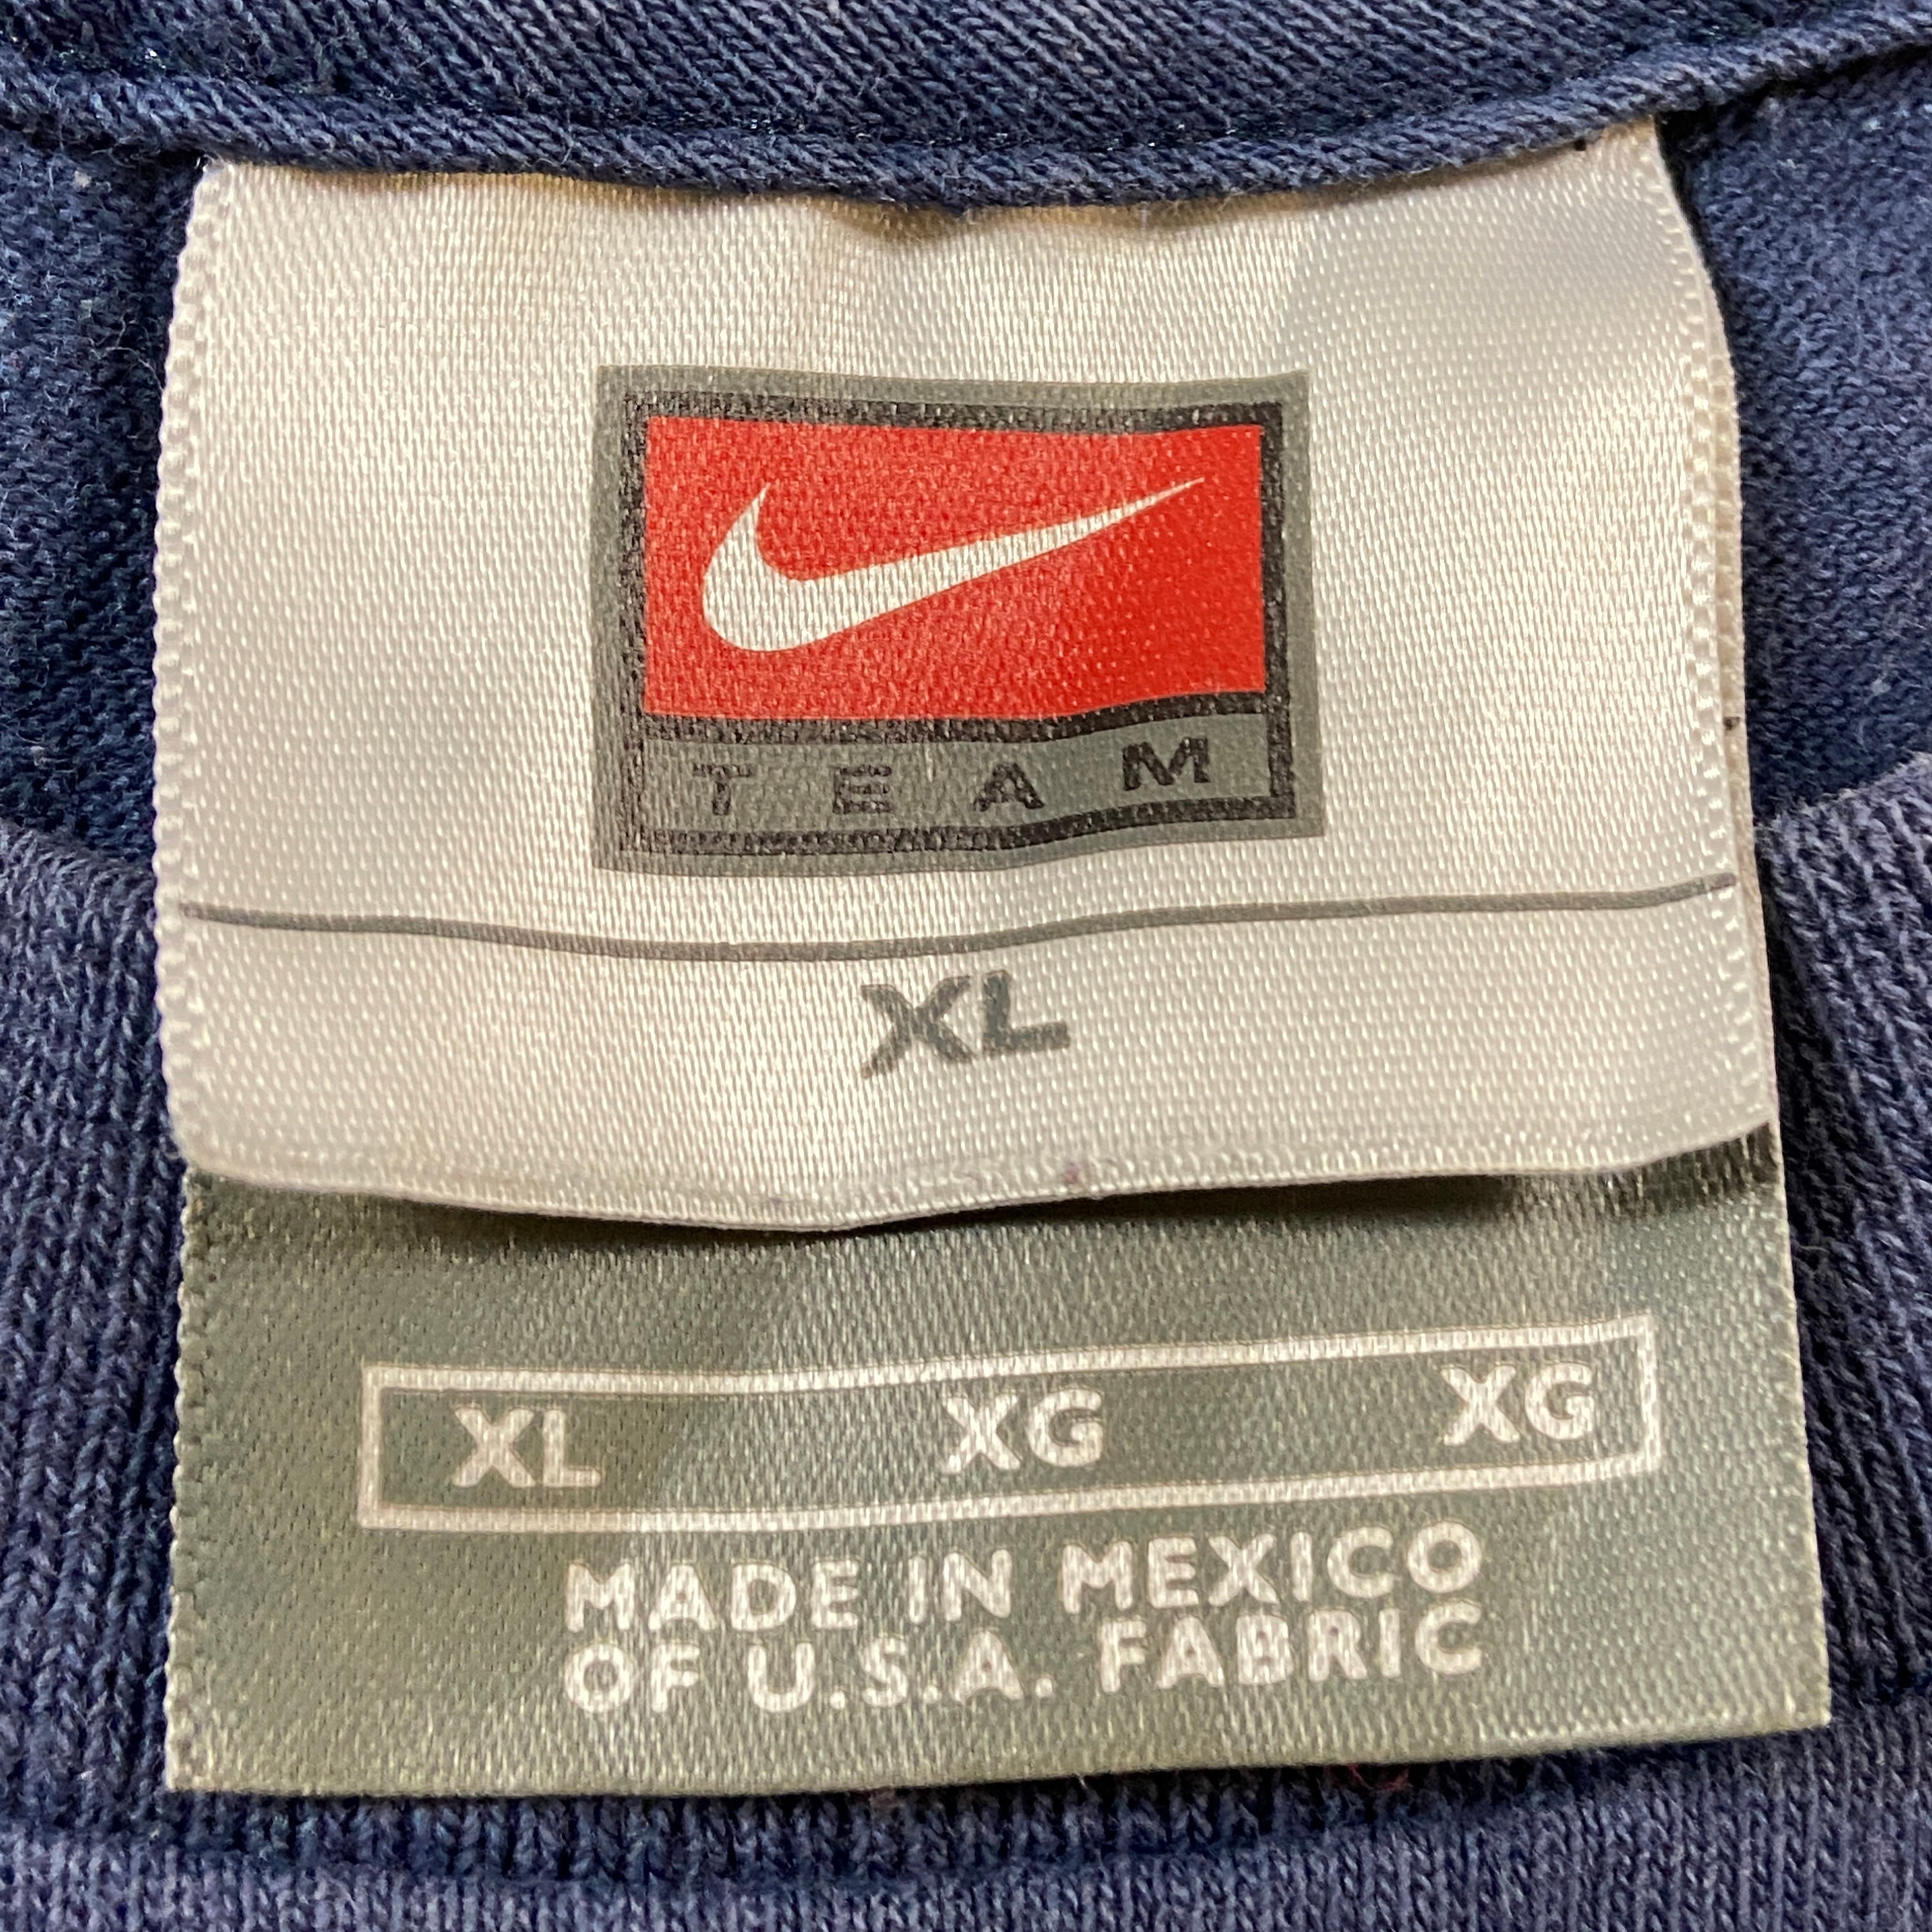 TEAM
XL
XL XG XG
MADE IN MEXICO
OF U.S.A. FABRIC